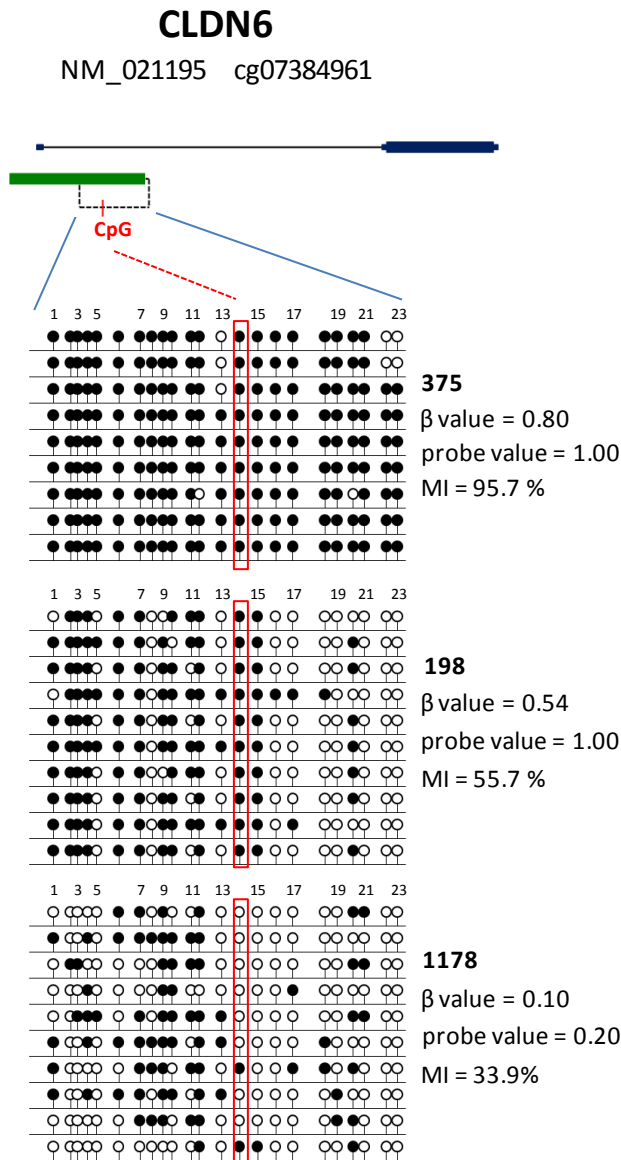 CLDN6
NM_021195 cg07384961
CpG
1 3 5 7 9 11 13 15 17 19 21 23
375
β value = 0.80
probe value = 1.00
MI = 95.7 %
1 3 5 7 9 11 13 15 17 19 21 23
198
β value = 0.54
probe value = 1.00
MI = 55.7 %
1 3 5 7 9 11 13 15 17 19 21 23
1178
β value = 0.10
probe value = 0.20
MI = 33.9%